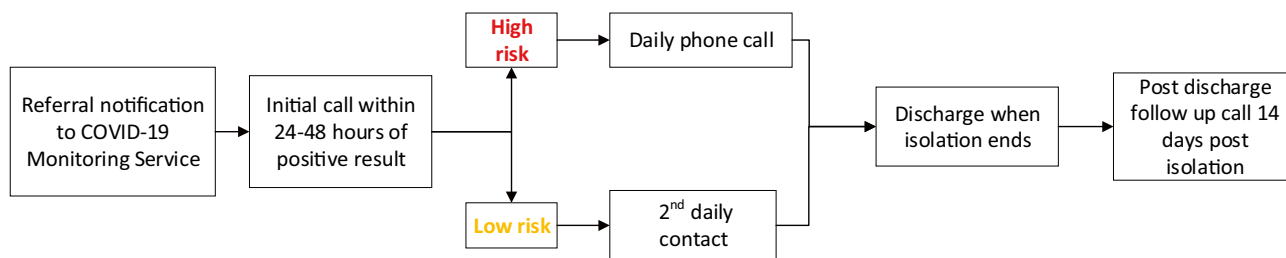 Referral notification
to COVID-19
Monitoring Service
Initial call within
24-48 hours of
positive result
High
risk
Daily phone call
Low risk
2nd daily
contact
Discharge when
isolation ends
Post discharge
follow up call 14
days post
isolation